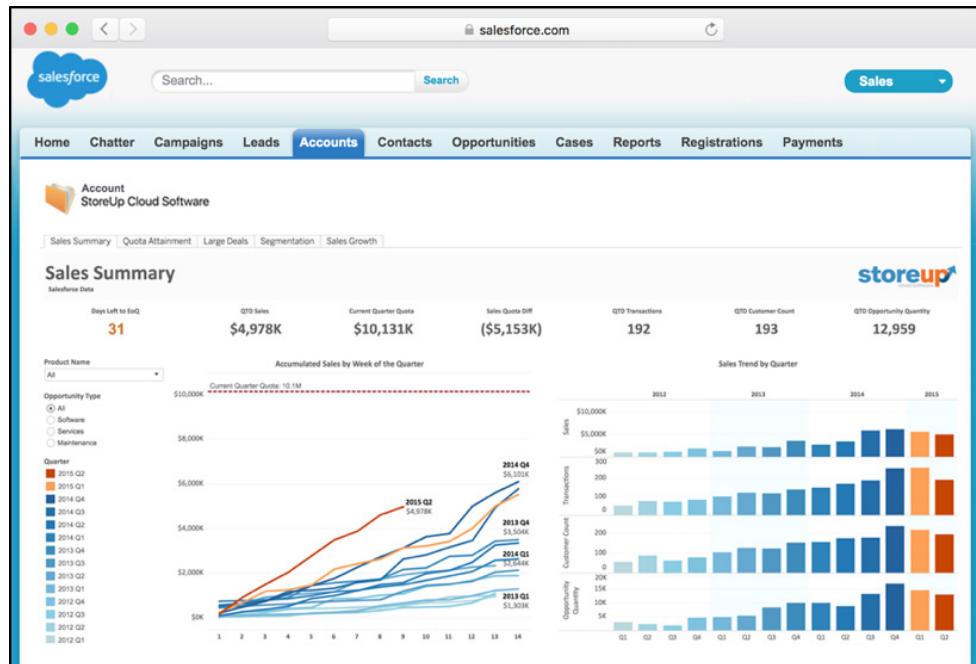 salesforce.com
salesforce
Search...
Search
Sales
Home Chatter Campaigns Leads Accounts Contacts Opportunities Cases Reports Registrations Payments
Account
StoreUp Cloud Software
Sales Summary Quota Attainment Large Deals Segmentation Sales Growth
Sales Summary
Salesforce Data
storeup
Days Left to EoQ QTD Sales Current Quarter Quota Sales Quota Diff QTD Transactions QTD Customer Count QTD Opportunity Quantity
31 $4,978K $10,131K ($5,153K) 192 193 12,959
Product Name
All
Opportunity Type
All
Software
Services
Maintenance
Quarter
2015 Q2
2015 Q1
2014 Q4
2014 Q3
2014 Q2
2014 Q1
2013 Q4
2013 Q3
2013 Q2
2013 Q1
2012 Q4
2012 Q3
2012 Q2
2012 Q1
Accumulated Sales by Week of the Quarter
Current Quarter Quote: 10.1M
$10,000K
$8,000K
$6,000K
$4,000K
$2,000K
$0K
2014 Q4
$6,101K
2015 Q2
$4,978K
2013 Q4
$3,504K
2014 Q1
$2,644K
2013 Q1
$1,303K
1 2 3 4 5 6 7 8 9 10 11 12 13 14
Sales Trend by Quarter
2012 2013 2014 2015
Sales
$10,000K
$5,000K
$0K
Transactions
300
200
100
0
Customer Count
200
100
0
Opportunity
Quantity
20K
15K
10K
5K
Q1 Q2 Q3 Q4 Q1 Q2 Q3 Q4 Q1 Q2 Q3 Q4 Q1 Q2